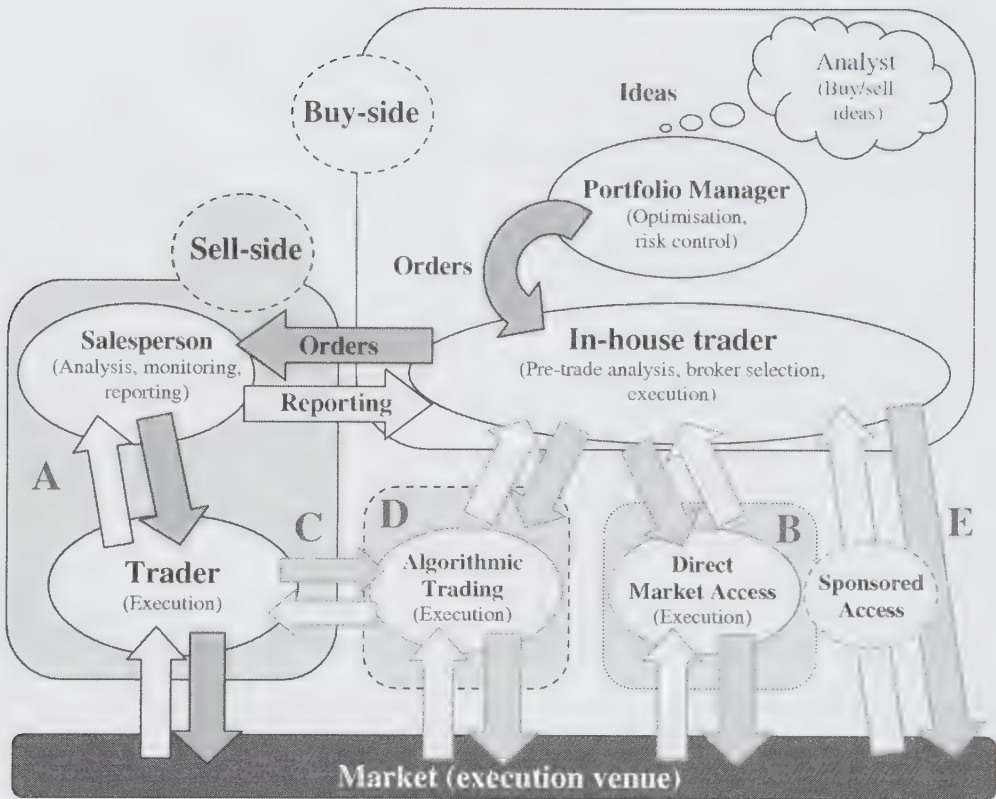 Analyst
(Buy/sell
ideas)
Ideas
Buy-side
Portfolio Manager
(Optimisation,
risk control)
Sell-side
Orders
Salesperson
(Analysis, monitoring,
reporting)
Orders
In-house trader
(Pre-trade analysis, broker selection,
execution)
Reporting
A
C
D
B
E
Trader
(Execution)
Algorithmic
Trading
(Execution)
Direct
Market Access
(Execution)
Sponsored
Access
Market (execution venue)